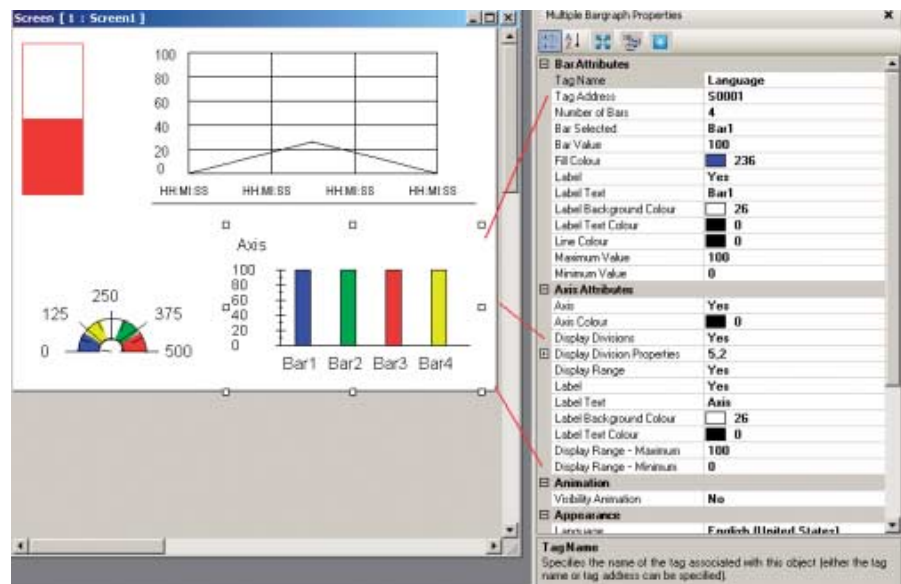 Screen [ 1 : Screen1 ]
100
80
60
40
20
0
HH:MI:SS HH:MI:SS HH:MI:SS HH:MI:SS
Axis
100
80
60
40
20
0
Bar1 Bar2 Bar3 Bar4
0 125 250 375 500
Multiple Bargraph Properties
Bar Attributes
Tag Name Language
Tag Address S0001
Number of Bars 4
Bar Selected Bar1
Bar Value 100
Fill Colour 236
Label Yes
Label Text Bar1
Label Background Colour 26
Label Text Colour 0
Line Colour 0
Maximum Value 100
Minimum Value 0
Axis Attributes
Axis Yes
Axis Colour 0
Display Divisions Yes
Display Division Properties 5,2
Display Range Yes
Label Yes
Label Text Axis
Label Background Colour 26
Label Text Colour 0
Display Range - Maximum 100
Display Range - Minimum 0
Animation
Visibility Animation No
Appearance
Language English (United States)
Tag Name
Specifies the name of the tag associated with this object (either the tag
name or tag address can be specified).